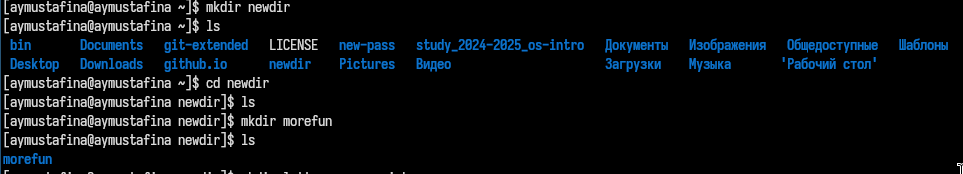 [aymustafina@aymustafina ~]$ mkdir newdir
[aymustafina@aymustafina ~]$ ls
bin Documents git-extended LICENSE new-pass study_2024-2025_os-intro Документы Изображения Общедоступные Шаблоны
Desktop Downloads github.io newdir Pictures Видео Загрузки Музыка 'Рабочий стол'
[aymustafina@aymustafina ~]$ cd newdir
[aymustafina@aymustafina newdir]$ ls
[aymustafina@aymustafina newdir]$ mkdir morefun
[aymustafina@aymustafina newdir]$ ls
morefun